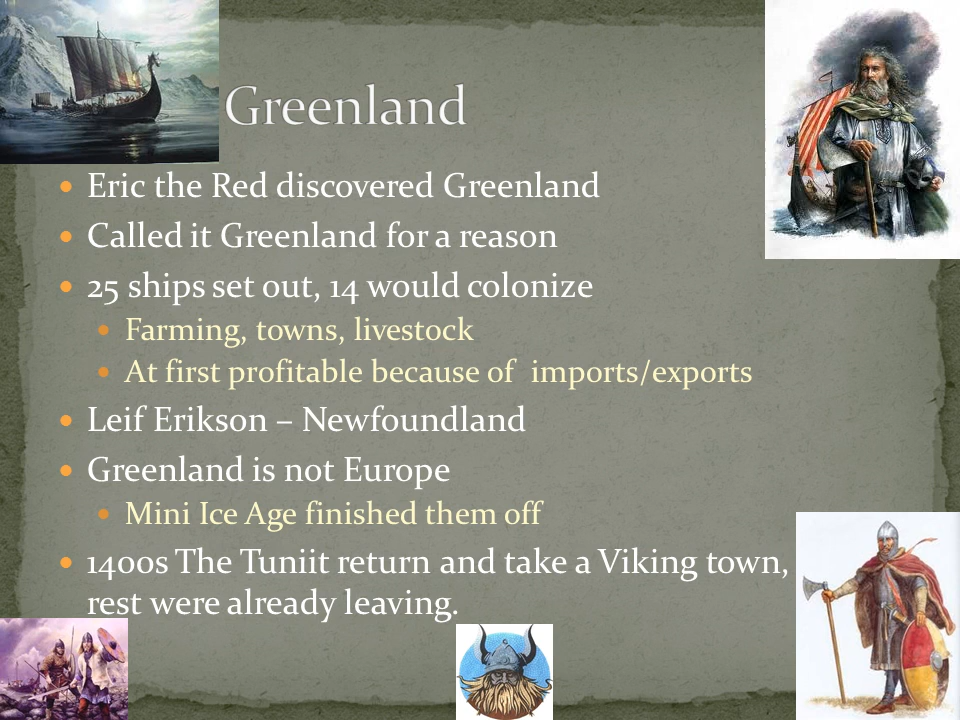 Greenland
• Eric the Red discovered Greenland
• Called it Greenland for a reason
• 25 ships set out, 14 would colonize
• Farming, towns, livestock
• At first profitable because of imports/exports
• Leif Erikson – Newfoundland
• Greenland is not Europe
• Mini Ice Age finished them off
• 1400s The Tuniit return and take a Viking town,
rest were already leaving.